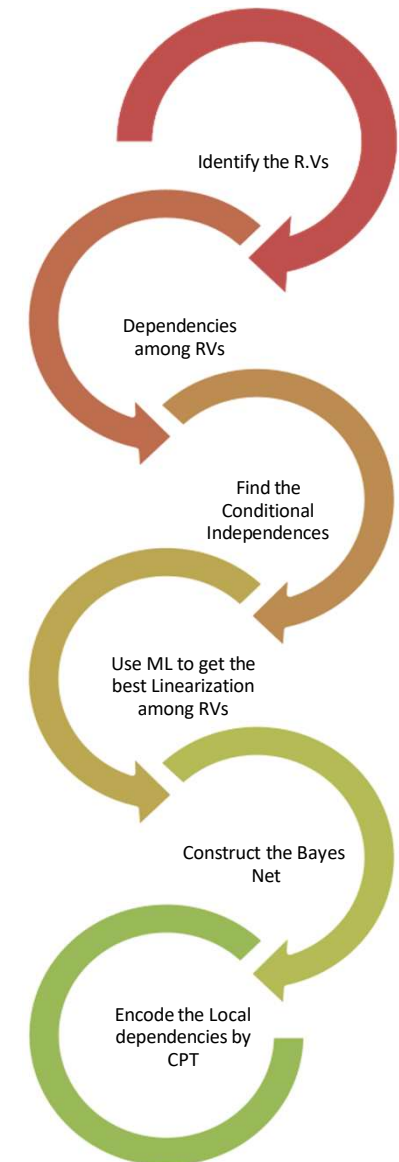 Identify the R.Vs
Dependencies
among RVs
Find the
Conditional
Independences
Use ML to get the
best Linearization
among RVs
Construct the Bayes
Net
Encode the Local
dependencies by
CPT